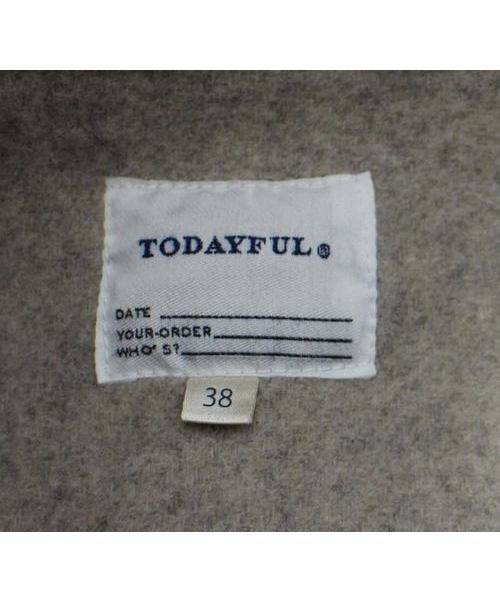 TODAYFUL®
DATE
YOUR-ORDER
WHO' S?
38